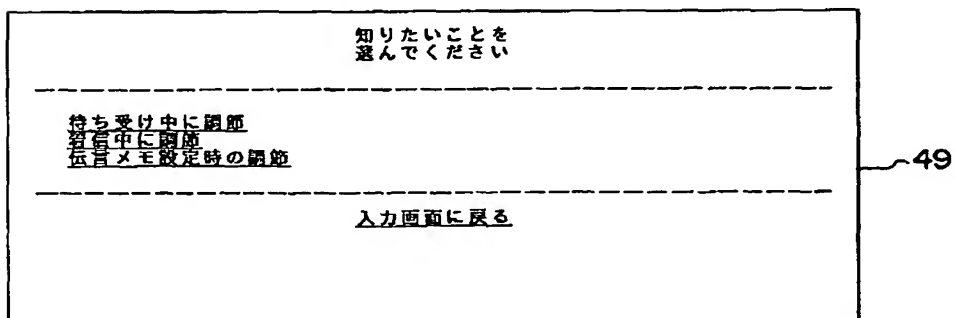 知りたいことを
選んでください
待ち受け中に調節
着信中に調節
伝言メモ設定時の調節
49
入力画面に戻る